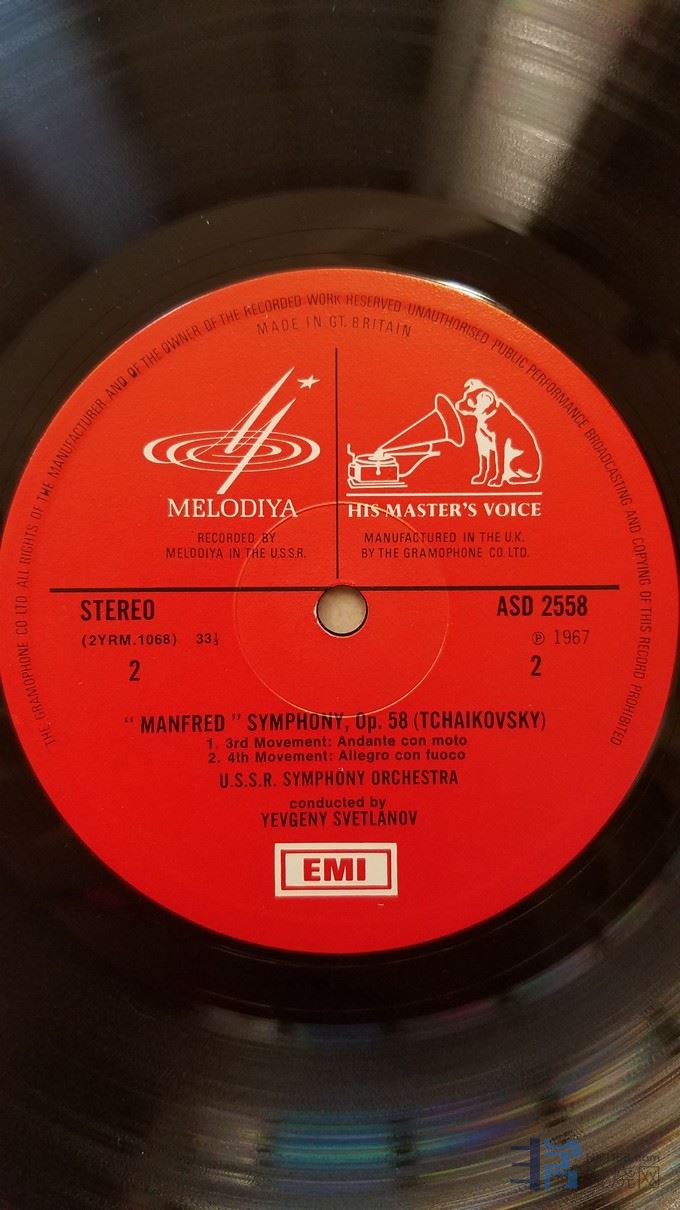 THE GRAMOPHONE CO LTD ALL RIGHTS OF THE MANUFACTURER AND OF THE OWNER OF THE RECORDED WORK RESERVED · UNAUTHORISED PUBLIC PERFORMANCE BROADCASTING AND COPYING OF THIS RECORD PROHIBITED
MADE IN GT. BRITAIN
MELODIYA
HIS MASTER'S VOICE
RECORDED BY
MELODIYA IN THE U.S.S.R.
MANUFACTURED IN THE U.K.
BY THE GRAMOPHONE CO. LTD.
STEREO
ASD 2558
(2YRM.1068) 33⅓
℗ 1967
2
2
“ MANFRED ” SYMPHONY, Op. 58 (TCHAIKOVSKY)
1. 3rd Movement: Andante con moto
2. 4th Movement: Allegro con fuoco
U.S.S.R. SYMPHONY ORCHESTRA
conducted by
YEVGENY SVETLANOV
EMI